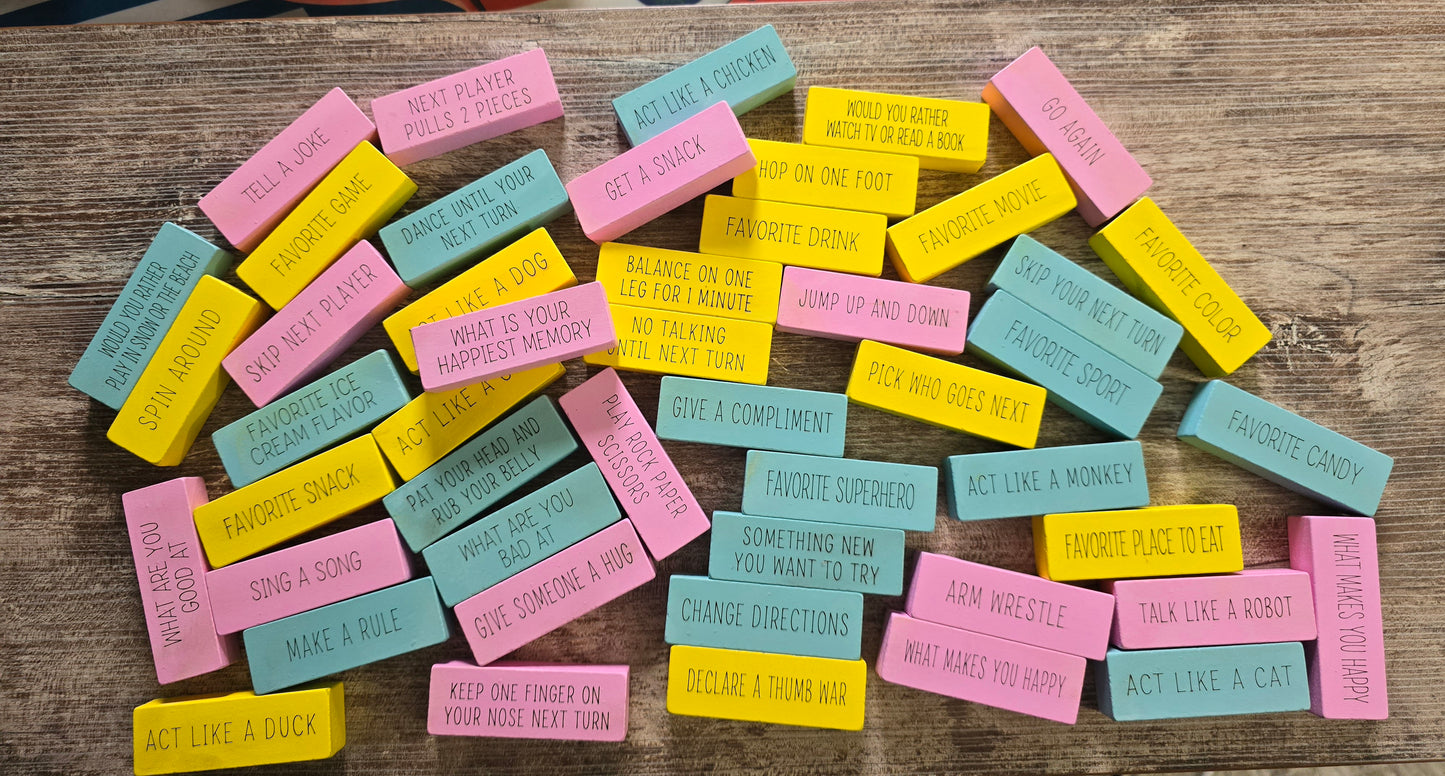 NEXT PLAYER
PULLS 2 PIECES
ACT LIKE A CHICKEN
WOULD YOU RATHER
WATCH TV OR READ A BOOK
GO AGAIN
TELL A JOKE
GET A SNACK
HOP ON ONE FOOT
FAVORITE GAME
DANCE UNTIL YOUR
NEXT TURN
FAVORITE DRINK
FAVORITE MOVIE
FAVORITE COLOR
WOULD YOU RATHER
PLAY IN SNOW OR THE BEACH
SKIP NEXT PLAYER
LIKE A DOG
BALANCE ON ONE
LEG FOR 1 MINUTE
JUMP UP AND DOWN
SKIP YOUR NEXT TURN
SPIN AROUND
WHAT IS YOUR
HAPPIEST MEMORY
NO TALKING
UNTIL NEXT TURN
FAVORITE SPORT
FAVORITE ICE
CREAM FLAVOR
ACT LIKE A
PICK WHO GOES NEXT
GIVE A COMPLIMENT
FAVORITE CANDY
FAVORITE SNACK
PAT YOUR HEAD AND
RUB YOUR BELLY
PLAY ROCK PAPER
SCISSORS
FAVORITE SUPERHERO
ACT LIKE A MONKEY
WHAT ARE YOU
GOOD AT
WHAT ARE YOU
BAD AT
SOMETHING NEW
YOU WANT TO TRY
FAVORITE PLACE TO EAT
SING A SONG
GIVE SOMEONE A HUG
CHANGE DIRECTIONS
ARM WRESTLE
TALK LIKE A ROBOT
WHAT MAKES YOU HAPPY
MAKE A RULE
WHAT MAKES YOU HAPPY
ACT LIKE A CAT
KEEP ONE FINGER ON
YOUR NOSE NEXT TURN
DECLARE A THUMB WAR
ACT LIKE A DUCK